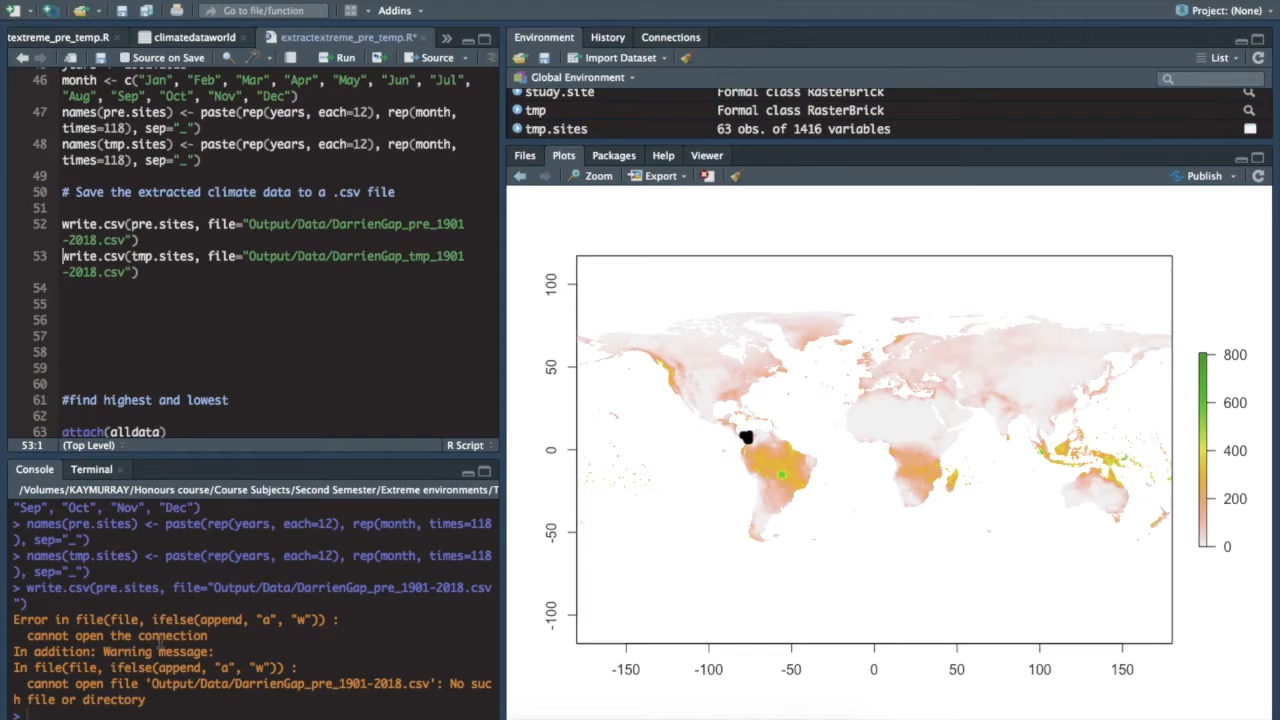 Go to file/function
Addins
Project: (None)
textreme_pre_temp.R
climatedataworld
extractextreme_pre_temp.R*
Source on Save
Run
Source
46 month <- c("Jan", "Feb", "Mar", "Apr", "May", "Jun", "Jul",
"Aug", "Sep", "Oct", "Nov", "Dec")
47 names(pre.sites) <- paste(rep(years, each=12), rep(month,
times=118), sep="_")
48 names(tmp.sites) <- paste(rep(years, each=12), rep(month,
times=118), sep="_")
49
50 # Save the extracted climate data to a .csv file
51
52 write.csv(pre.sites, file="Output/Data/DarrienGap_pre_1901
-2018.csv")
53 write.csv(tmp.sites, file="Output/Data/DarrienGap_tmp_1901
-2018.csv")
54
55
56
57
58
59
60
61 #find highest and lowest
62
63 attach(alldata)
53:1 (Top Level) R Script
Console Terminal
/Volumes/KAYMURRAY/Honours course/Course Subjects/Second Semester/Extreme environments/T
"Sep", "Oct", "Nov", "Dec")
> names(pre.sites) <- paste(rep(years, each=12), rep(month, times=118
), sep="_")
> names(tmp.sites) <- paste(rep(years, each=12), rep(month, times=118
), sep="_")
> write.csv(pre.sites, file="Output/Data/DarrienGap_pre_1901-2018.csv
")
Error in file(file, ifelse(append, "a", "w")) :
cannot open the connection
In addition: Warning message:
In file(file, ifelse(append, "a", "w")) :
cannot open file 'Output/Data/DarrienGap_pre_1901-2018.csv': No suc
h file or directory
>
Environment History Connections
Import Dataset
List
Global Environment
study.site Formal class RasterBrick
tmp Formal class RasterBrick
tmp.sites 63 obs. of 1416 variables
Files Plots Packages Help Viewer
Zoom Export Publish
100
50
0
-50
-100
-150 -100 -50 0 50 100 150
800
600
400
200
0